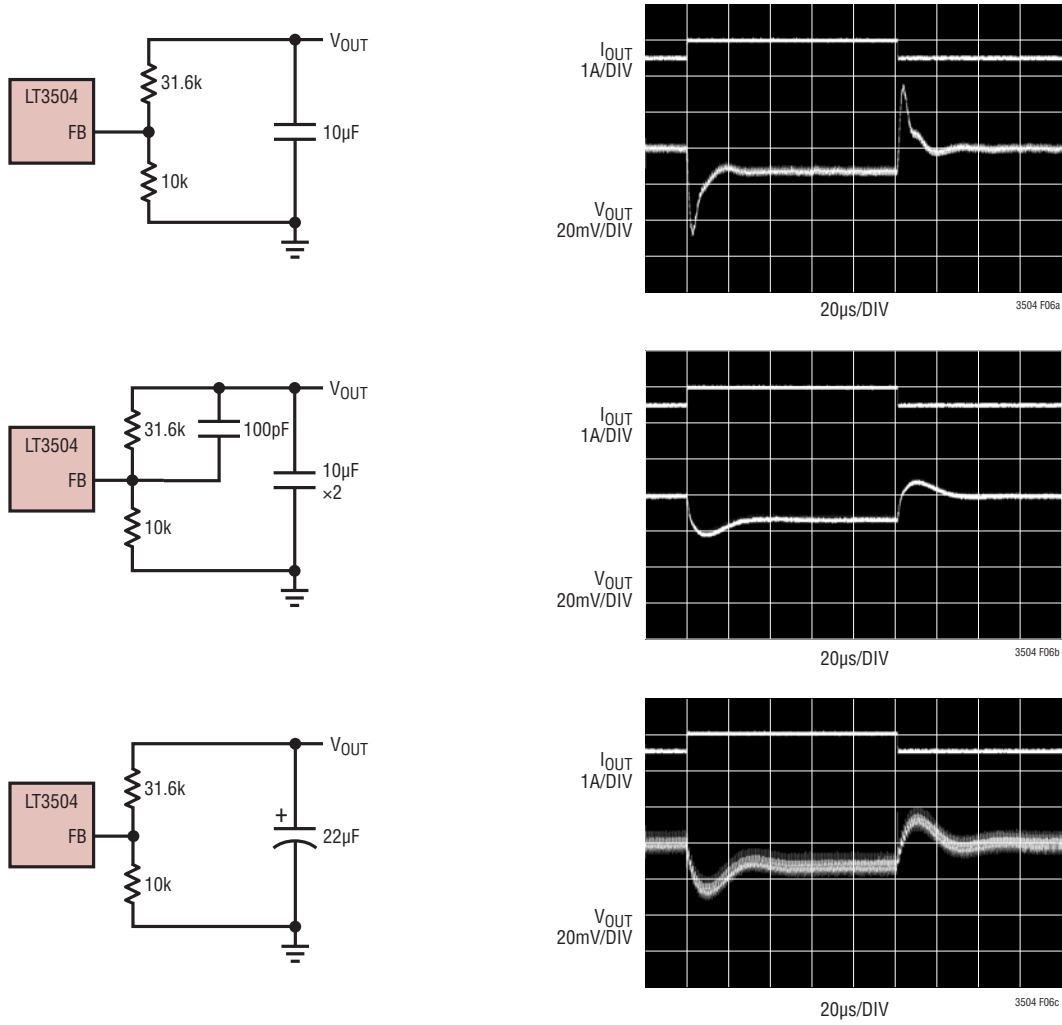 LT3504
FB
31.6k
10k
10µF
VOUT
IOUT
1A/DIV
VOUT
20mV/DIV
20µs/DIV
3504 F06a
LT3504
FB
31.6k
10k
100pF
10µF
×2
VOUT
IOUT
1A/DIV
VOUT
20mV/DIV
20µs/DIV
3504 F06b
LT3504
FB
31.6k
10k
+
22µF
VOUT
IOUT
1A/DIV
VOUT
20mV/DIV
20µs/DIV
3504 F06c